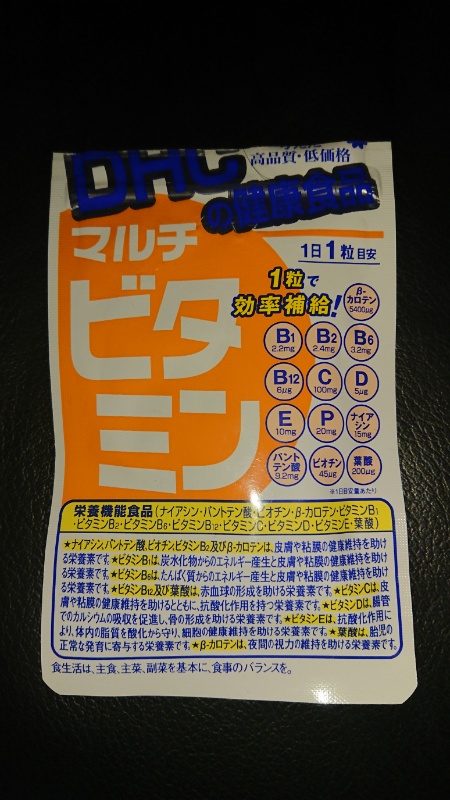 高品質・低価格
DHCの健康食品
マルチ
ビタ
ミン
1日1粒目安
1粒で
効率補給!
β-
カロテン
5400μg
B1
2.2mg
B2
2.4mg
B6
3.2mg
B12
6μg
C
100mg
D
5μg
E
10mg
P
20mg
ナイア
シン
15mg
パント
テン酸
9.2mg
ビオチン
45μg
葉酸
200μg
※1日目安量あたり
栄養機能食品(ナイアシン・パントテン酸・ビオチン・β-カロテン・ビタミンB1
・ビタミンB2・ビタミンB6・ビタミンB12・ビタミンC・ビタミンD・ビタミンE・葉酸)
★ナイアシン、パントテン酸、ビオチンビタミンB2及びβ-カロテンは、皮膚や粘膜の健康維持を助け
る栄養素です。★ビタミンB1は、炭水化物からのエネルギー産生と皮膚や粘膜の健康維持を助け
る栄養素です。★ビタミンB6は、たんぱく質からのエネルギー産生と皮膚や粘膜の健康維持を助け
る栄養素です。★ビタミンB12及び葉酸は、赤血球の形成を助ける栄養素です。★ビタミンCは、皮
膚や粘膜の健康維持を助けるとともに、抗酸化作用を持つ栄養素です。★ビタミンDは、腸管
でのカルシウムの吸収を促進し、骨の形成を助ける栄養素です。★ビタミンEは、抗酸化作用に
より、体内の脂質を酸化から守り、細胞の健康維持を助ける栄養素です。★葉酸は、胎児の
正常な発育に寄与する栄養素です。★β-カロテンは、夜間の視力の維持を助ける栄養素です。
食生活は、主食、主菜、副菜を基本に、食事のバランスを。